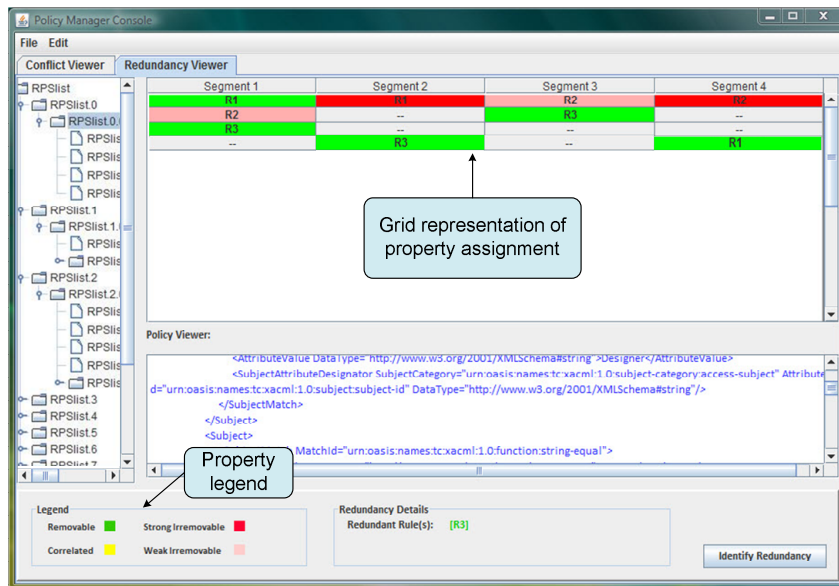 Policy Manager Console
File Edit
Conflict Viewer Redundancy Viewer
RPSlist
RPSlist.0
RPSlist.0.
RPSlis
RPSlis
RPSlis
RPSlis
RPSlist.1
RPSlist.1.
RPSlis
RPSlis
RPSlist.2
RPSlist.2.
RPSlis
RPSlis
RPSlis
RPSlis
RPSlis
RPSlist.3
RPSlist.4
RPSlist.5
RPSlist.6
RPSlist.7
Segment 1 Segment 2 Segment 3 Segment 4
R1 R1 R2 R2
R2 -- R3 --
R3 -- -- --
-- R3 -- R1
Grid representation of
property assignment
Policy Viewer:
<AttributeValue DataType="http://www.w3.org/2001/XMLSchema#string">Designer</AttributeValue>
<SubjectAttributeDesignator SubjectCategory="urn:oasis:names:tc:xacml:1.0:subject-category:access-subject" Attribute
d="urn:oasis:names:tc:xacml:1.0:subject:subject-id" DataType="http://www.w3.org/2001/XMLSchema#string"/>
</SubjectMatch>
</Subject>
<Subject>
MatchId="urn:oasis:names:tc:xacml:1.0:function:string-equal">
Property
legend
Legend
Removable Strong Irremovable
Correlated Weak Irremovable
Redundancy Details
Redundant Rule(s): [R3]
Identify Redundancy